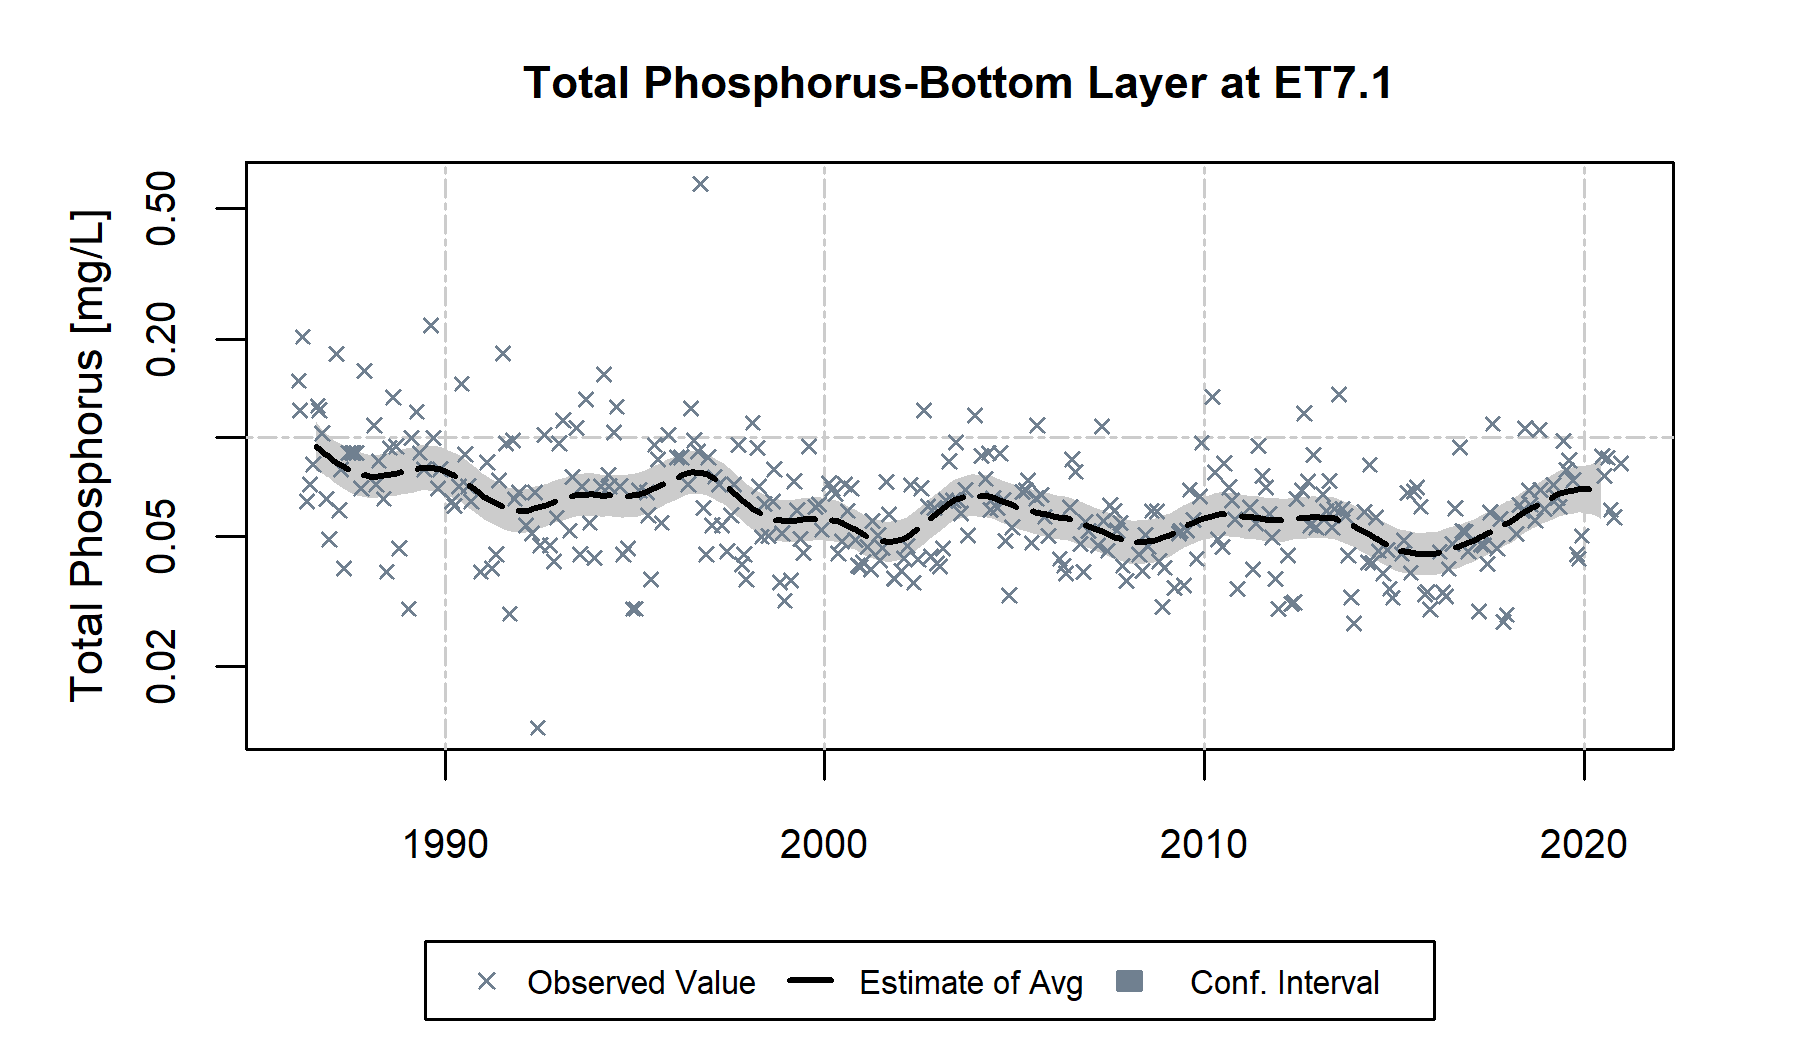 Total Phosphorus-Bottom Layer at ET7.1
Total Phosphorus [mg/L]
0.50
0.20
0.05
0.02
1990 2000 2010 2020
Observed Value Estimate of Avg Conf. Interval